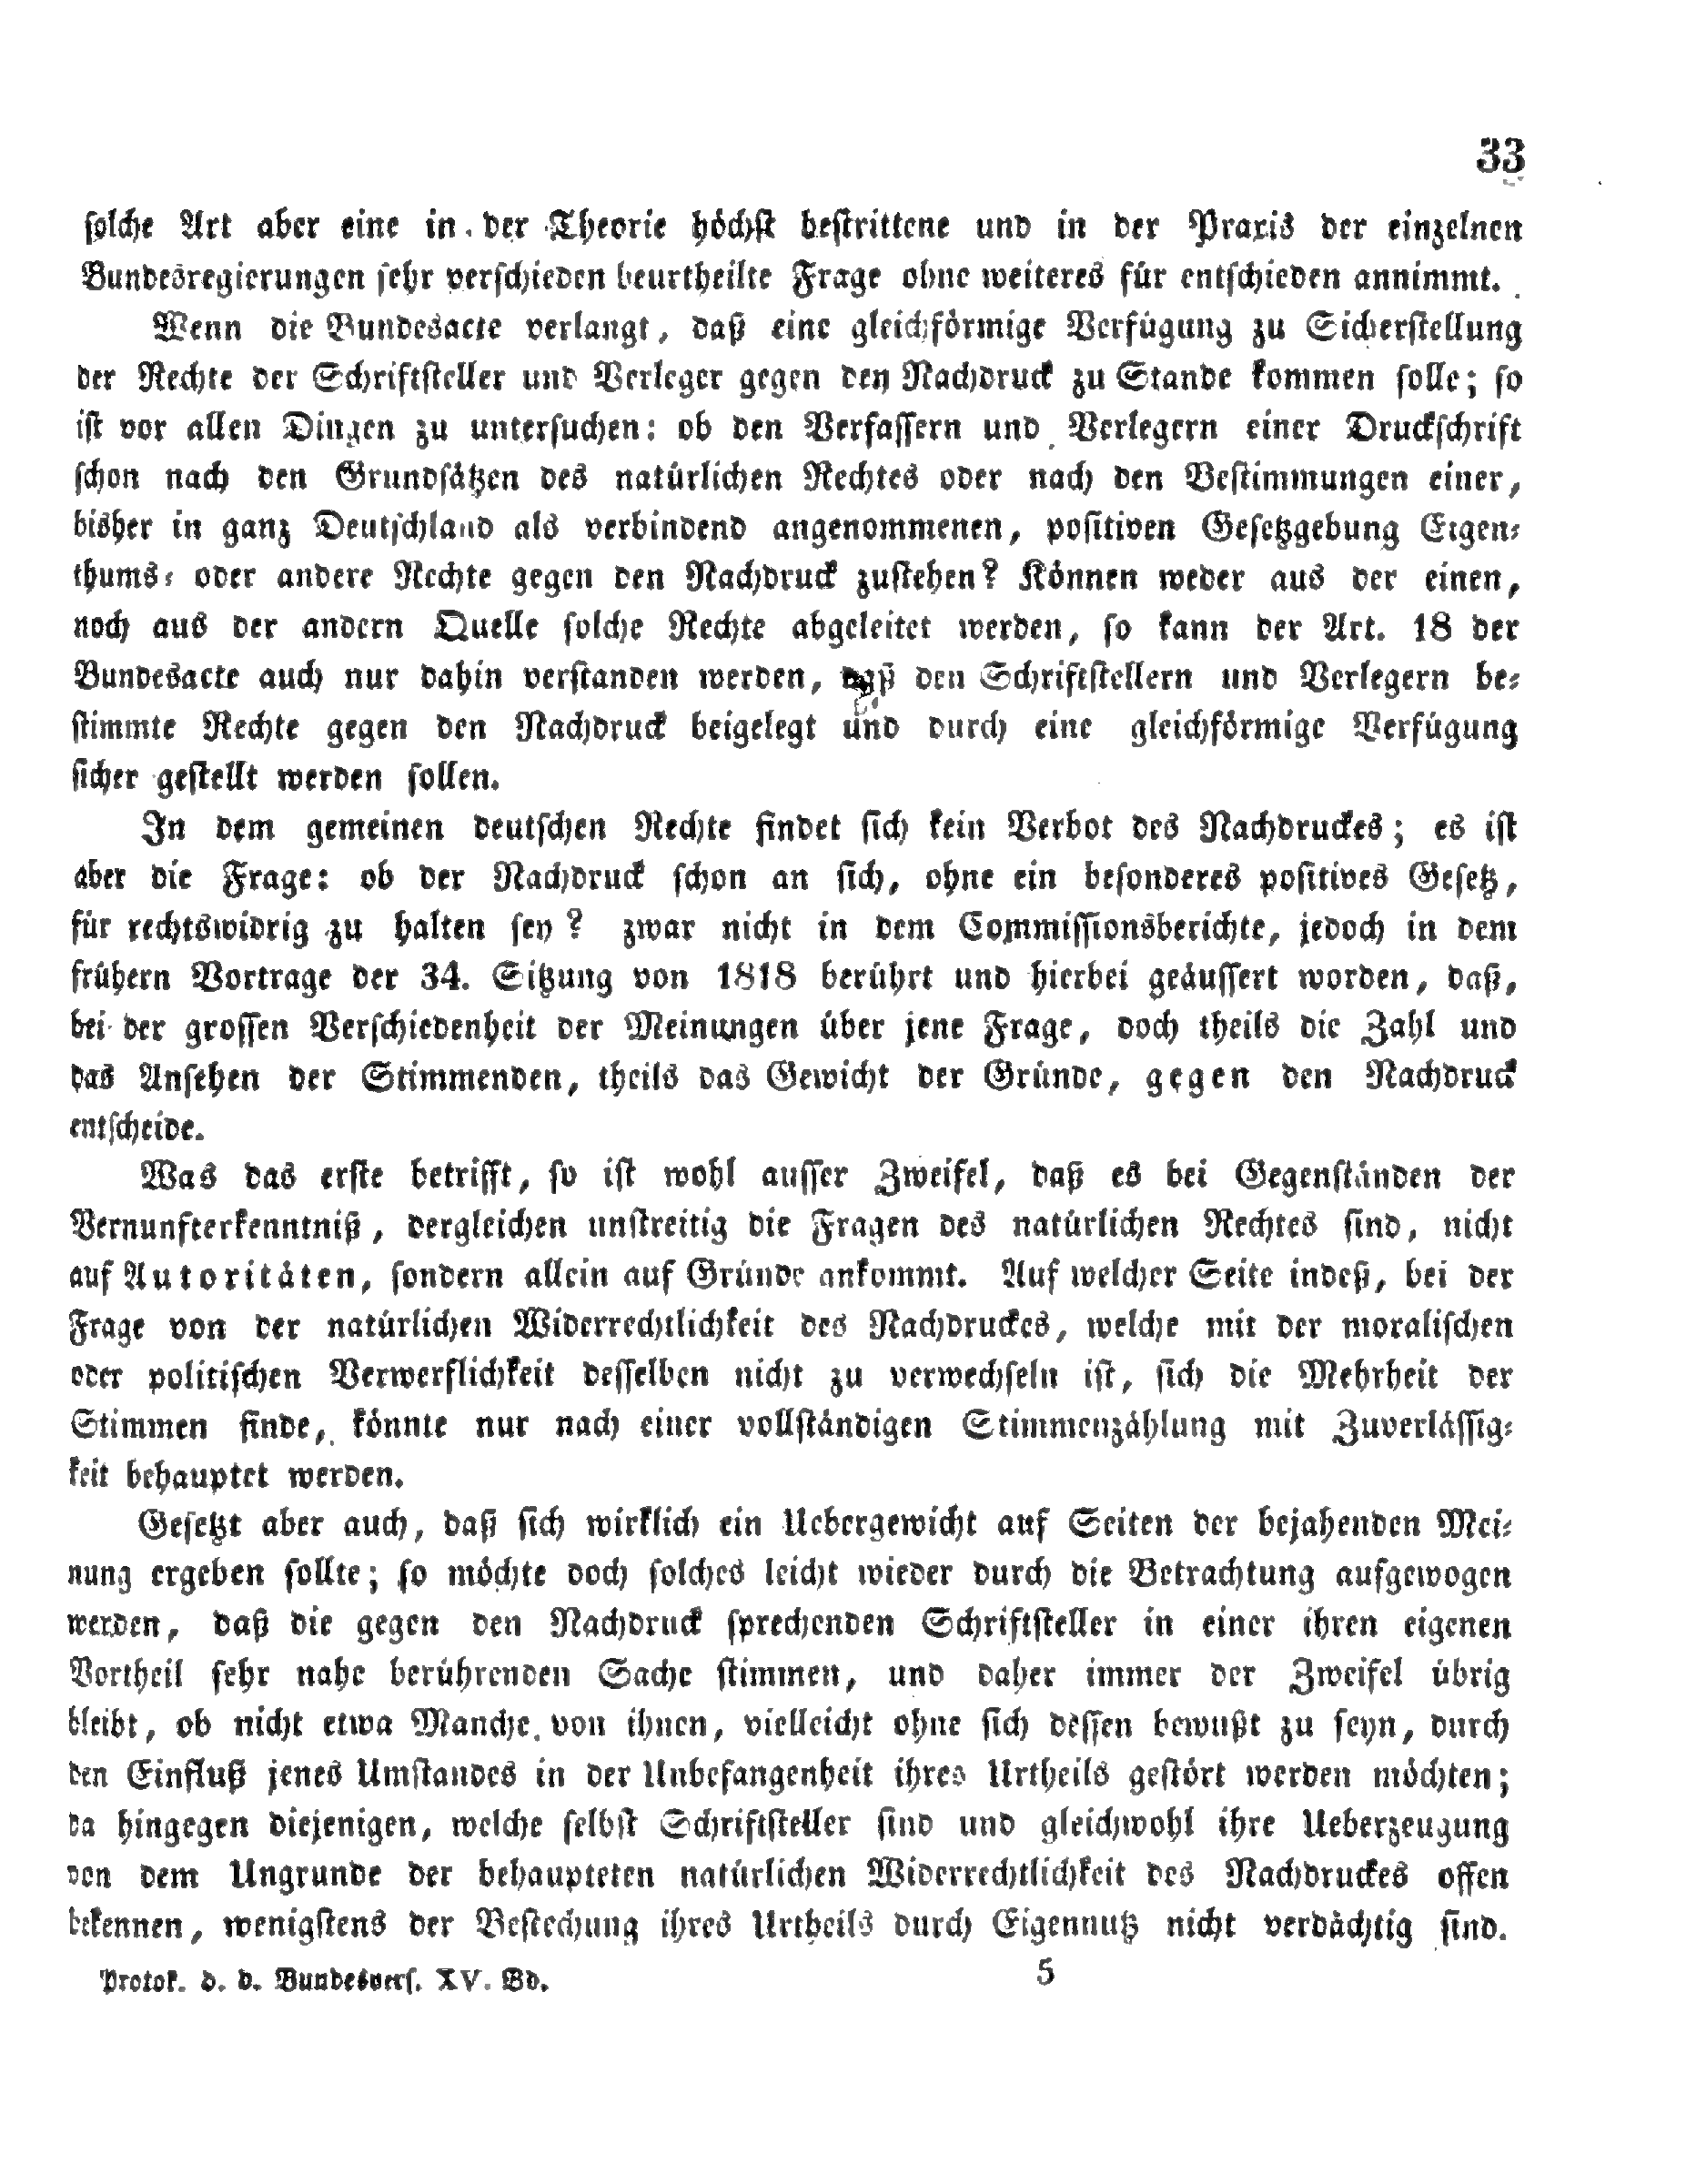 33
solche Art aber eine in der Theorie höchst bestrittene und in der Praxis der einzelnen
Bundesregierungen sehr verschieden beurtheilte Frage ohne weiteres für entschieden annimmt.
Wenn die Bundesacte verlangt, daß eine gleichförmige Verfügung zu Sicherstellung
der Rechte der Schriftsteller und Verleger gegen den Nachdruck zu Stande kommen solle; so
ist vor allen Dingen zu untersuchen: ob den Verfassern und Verlegern einer Druckschrift
schon nach den Grundsätzen des natürlichen Rechtes oder nach den Bestimmungen einer,
bisher in ganz Deutschland als verbindend angenommenen, positiven Gesetzgebung Eigen-
thums- oder andere Rechte gegen den Nachdruck zustehen? Können weder aus der einen,
noch aus der andern Quelle solche Rechte abgeleitet werden, so kann der Art. 18 der
Bundesacte auch nur dahin verstanden werden, daß den Schriftstellern und Verlegern be-
stimmte Rechte gegen den Nachdruck beigelegt und durch eine gleichförmige Verfügung
sicher gestellt werden sollen.
In dem gemeinen deutschen Rechte findet sich kein Verbot des Nachdruckes; es ist
aber die Frage: ob der Nachdruck schon an sich, ohne ein besonderes positives Gesetz,
für rechtswidrig zu halten sey? zwar nicht in dem Commissionsberichte, jedoch in dem
frühern Vortrage der 34. Sitzung von 1818 berührt und hierbei geäussert worden, daß,
bei der grossen Verschiedenheit der Meinungen über jene Frage, doch theils die Zahl und
das Ansehen der Stimmenden, theils das Gewicht der Gründe, gegen den Nachdruck
entscheide.
Was das erste betrifft, so ist wohl ausser Zweifel, daß es bei Gegenständen der
Vernunfterkenntniß, dergleichen unstreitig die Fragen des natürlichen Rechtes sind, nicht
auf Autoritäten, sondern allein auf Gründe ankommt. Auf welcher Seite indeß, bei der
Frage von der natürlichen Widerrechtlichkeit des Nachdruckes, welche mit der moralischen
oder politischen Verwerflichkeit desselben nicht zu verwechseln ist, sich die Mehrheit der
Stimmen finde, könnte nur nach einer vollständigen Stimmenzählung mit Zuverlässig-
keit behauptet werden.
Gesetzt aber auch, daß sich wirklich ein Uebergewicht auf Seiten der bejahenden Mei-
nung ergeben sollte; so möchte doch solches leicht wieder durch die Betrachtung aufgewogen
werden, daß die gegen den Nachdruck sprechenden Schriftsteller in einer ihren eigenen
Vortheil sehr nahe berührenden Sache stimmen, und daher immer der Zweifel übrig
bleibt, ob nicht etwa Manche von ihnen, vielleicht ohne sich dessen bewußt zu seyn, durch
den Einfluß jenes Umstandes in der Unbefangenheit ihres Urtheils gestört werden möchten;
da hingegen diejenigen, welche selbst Schriftsteller sind und gleichwohl ihre Ueberzeugung
von dem Ungrunde der behaupteten natürlichen Widerrechtlichkeit des Nachdruckes offen
bekennen, wenigstens der Bestechung ihres Urtheils durch Eigennutz nicht verdächtig sind.
Protok. d. d. Bundesvers. XV. Bd. 5